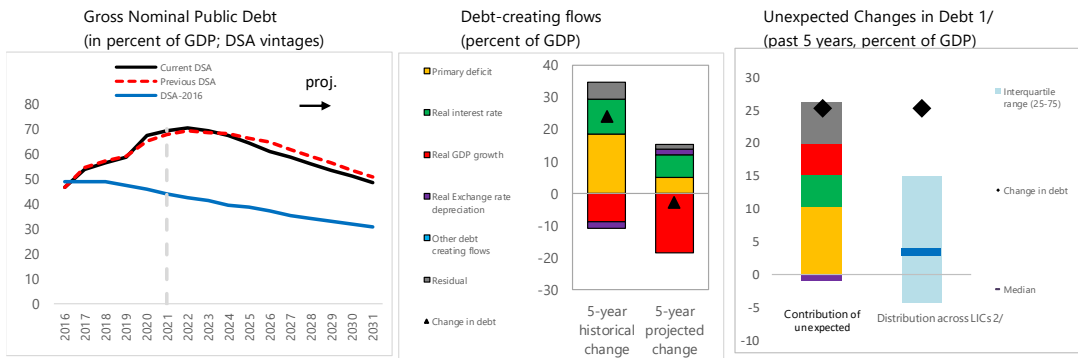 Gross Nominal Public Debt
(in percent of GDP; DSA vintages)
Current DSA
Previous DSA
DSA-2016
proj.
80
70
60
50
40
30
20
10
0
2016
2017
2018
2019
2020
2021
2022
2023
2024
2025
2026
2027
2028
2029
2030
2031
Debt-creating flows
(percent of GDP)
Primary deficit
Real interest rate
Real GDP growth
Real Exchange rate
depreciation
Other debt
creating flows
Residual
Change in debt
40
30
20
10
0
-10
-20
-30
5-year
historical
change
5-year
projected
change
Unexpected Changes in Debt 1/
(past 5 years, percent of GDP)
30
25
20
15
10
5
0
-5
-10
Contribution of
unexpected
Distribution across LICs 2/
Interquartile
range (25-75)
Change in debt
Median